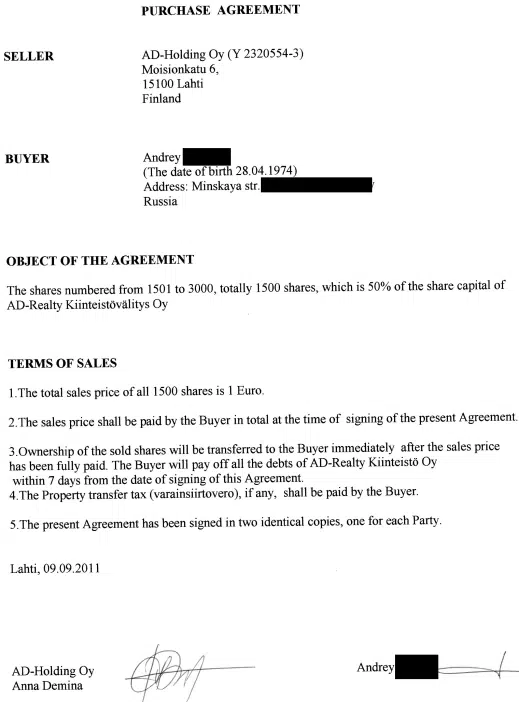 PURCHASE AGREEMENT
SELLER AD-Holding Oy (Y 2320554-3)
Moisionkatu 6,
15100 Lahti
Finland
BUYER Andrey
(The date of birth 28.04.1974)
Address: Minskaya str.
Russia
OBJECT OF THE AGREEMENT
The shares numbered from 1501 to 3000, totally 1500 shares, which is 50% of the share capital of
AD-Realty Kiinteistövälitys Oy
TERMS OF SALES
1.The total sales price of all 1500 shares is 1 Euro.
2.The sales price shall be paid by the Buyer in total at the time of signing of the present Agreement.
3.Ownership of the sold shares will be transferred to the Buyer immediately after the sales price
has been fully paid. The Buyer will pay off all the debts of AD-Realty Kiinteistö Oy
within 7 days from the date of signing of this Agreement.
4.The Property transfer tax (varainsiirtovero), if any, shall be paid by the Buyer.
5.The present Agreement has been signed in two identical copies, one for each Party.
Lahti, 09.09.2011
AD-Holding Oy
Anna Demina
Andrey